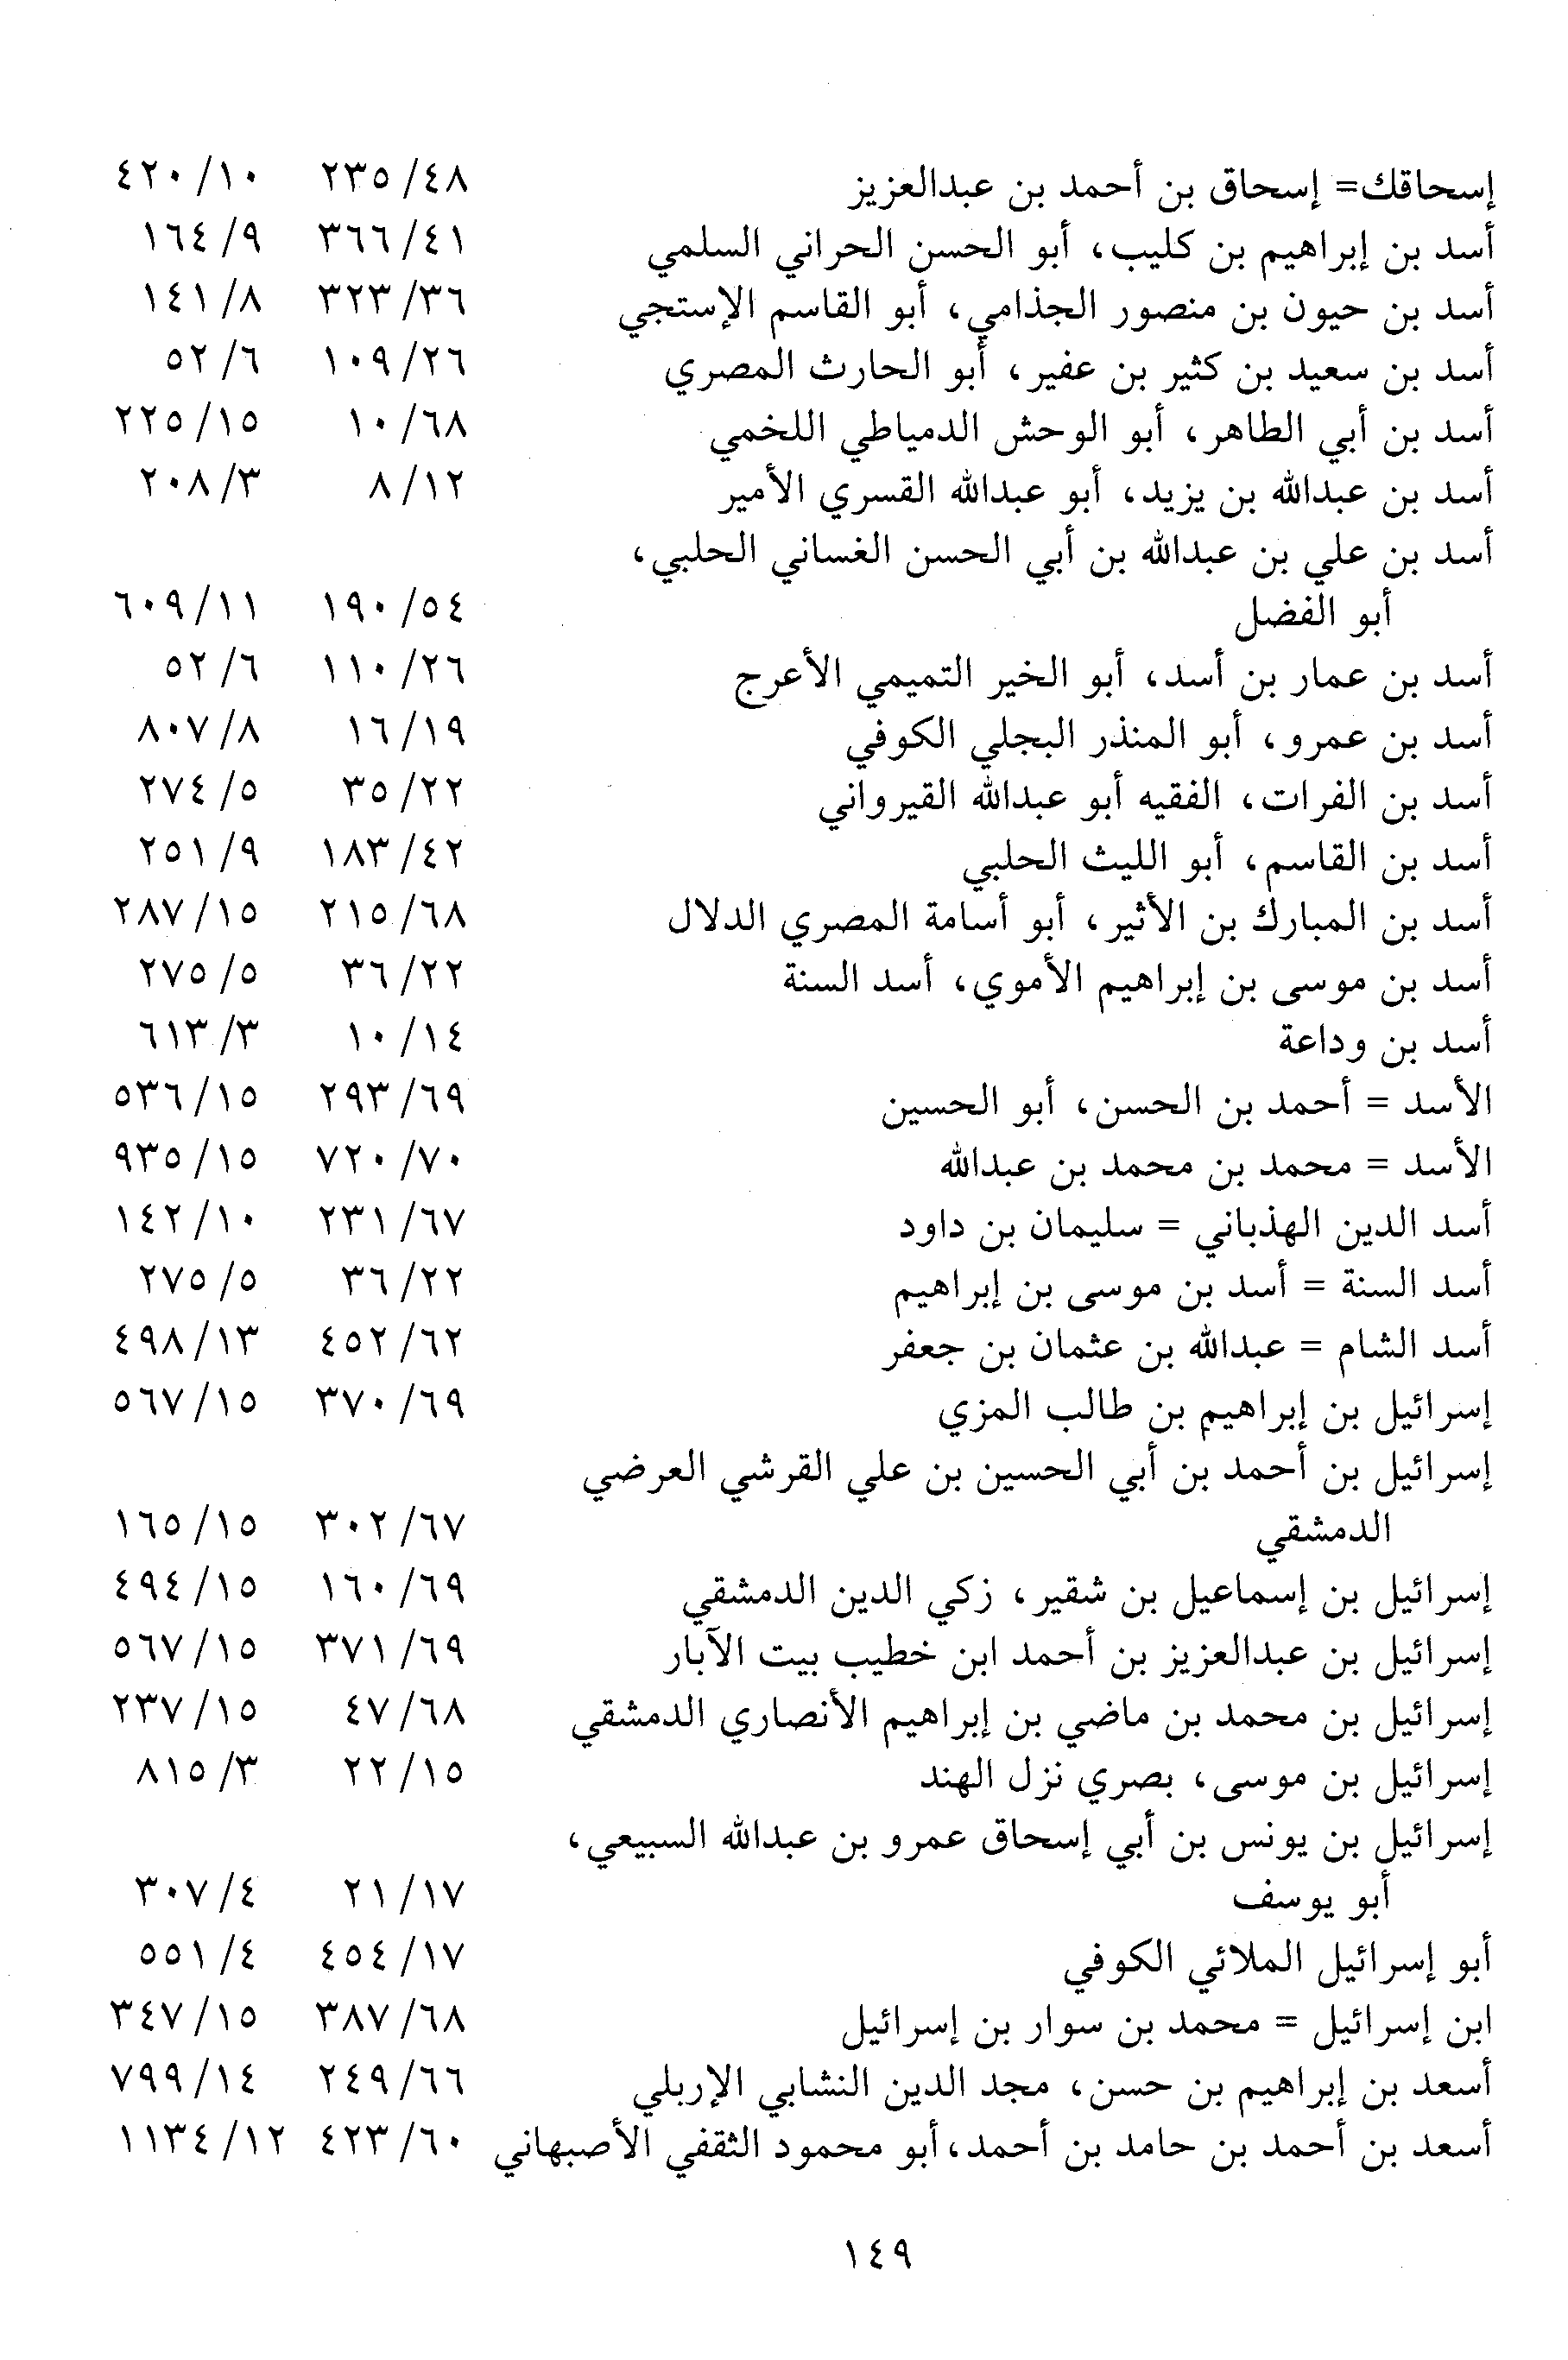 إسحاقك= إسحاق بن أحمد بن عبدالعزيز ٤٨/ ٢٣٥ ١٠/ ٤٢٠
أسد بن إبراهيم بن كليب، أبو الحسن الحراني السلمي ٤١/ ٣٦٦ ٩/ ١٦٤
أسد بن حيون بن منصور الجذامي، أبو القاسم الإستجي ٣٦/ ٣٢٣ ٨/ ١٤١
أسد بن سعيد بن كثير بن عفير، أبو الحارث المصري ٢٦/ ١٠٩ ٦/ ٥٢
أسد بن أبي الطاهر، أبو الوحش الدمياطي اللخمي ٦٨/ ١٠ ١٥/ ٢٢٥
أسد بن عبدالله بن يزيد، أبو عبدالله القسري الأمير ١٢/ ٨ ٣/ ٢٠٨
أسد بن علي بن عبدالله بن أبي الحسن الغساني الحلبي،
أبو الفضل ٥٤/ ١٩٠ ١١/ ٦٠٩
أسد بن عمار بن أسد، أبو الخير التميمي الأعرج ٢٦/ ١١٠ ٦/ ٥٢
أسد بن عمرو، أبو المنذر البجلي الكوفي ١٩/ ١٦ ٨/ ٨٠٧
أسد بن الفرات، الفقيه أبو عبدالله القيرواني ٢٢/ ٣٥ ٥/ ٢٧٤
أسد بن القاسم، أبو الليث الحلبي ٤٢/ ١٨٣ ٩/ ٢٥١
أسد بن المبارك بن الأثير، أبو أسامة المصري الدلال ٦٨/ ٢١٥ ١٥/ ٢٨٧
أسد بن موسى بن إبراهيم الأموي، أسد السنة ٢٢/ ٣٦ ٥/ ٢٧٥
أسد بن وداعة ١٤/ ١٠ ٣/ ٦١٣
الأسد = أحمد بن الحسن، أبو الحسين ٦٩/ ٢٩٣ ١٥/ ٥٣٦
الأسد = محمد بن محمد بن عبدالله ٧٠/ ٧٢٠ ١٥/ ٩٣٥
أسد الدين الهذباني = سليمان بن داود ٦٧/ ٢٣١ ١٠/ ١٤٢
أسد السنة = أسد بن موسى بن إبراهيم ٢٢/ ٣٦ ٥/ ٢٧٥
أسد الشام = عبدالله بن عثمان بن جعفر ٦٢/ ٤٥٢ ١٣/ ٤٩٨
إسرائيل بن إبراهيم بن طالب المزي ٦٩/ ٣٧٠ ١٥/ ٥٦٧
إسرائيل بن أحمد بن أبي الحسين بن علي القرشي العرضي
الدمشقي ٦٧/ ٣٠٢ ١٥/ ١٦٥
إسرائيل بن إسماعيل بن شقير، زكي الدين الدمشقي ٦٩/ ١٦٠ ١٥/ ٤٩٤
إسرائيل بن عبدالعزيز بن أحمد ابن خطيب بيت الآبار ٦٩/ ٣٧١ ١٥/ ٥٦٧
إسرائيل بن محمد بن ماضي بن إبراهيم الأنصاري الدمشقي ٦٨/ ٤٧ ١٥/ ٢٣٧
إسرائيل بن موسى، بصري نزل الهند ١٥/ ٢٢ ٣/ ٨١٥
إسرائيل بن يونس بن أبي إسحاق عمرو بن عبدالله السبيعي،
أبو يوسف ١٧/ ٢١ ٤/ ٣٠٧
أبو إسرائيل الملائي الكوفي ١٧/ ٤٥٤ ٤/ ٥٥١
ابن إسرائيل = محمد بن سوار بن إسرائيل ٦٨/ ٣٨٧ ١٥/ ٣٤٧
أسعد بن إبراهيم بن حسن، مجد الدين النشابي الإربلي ٦٦/ ٢٤٩ ١٤/ ٧٩٩
أسعد بن أحمد بن حامد بن أحمد، أبو محمود الثقفي الأصبهاني ٦٠/ ٤٢٣ ١٢/ ١١٣٤
١٤٩